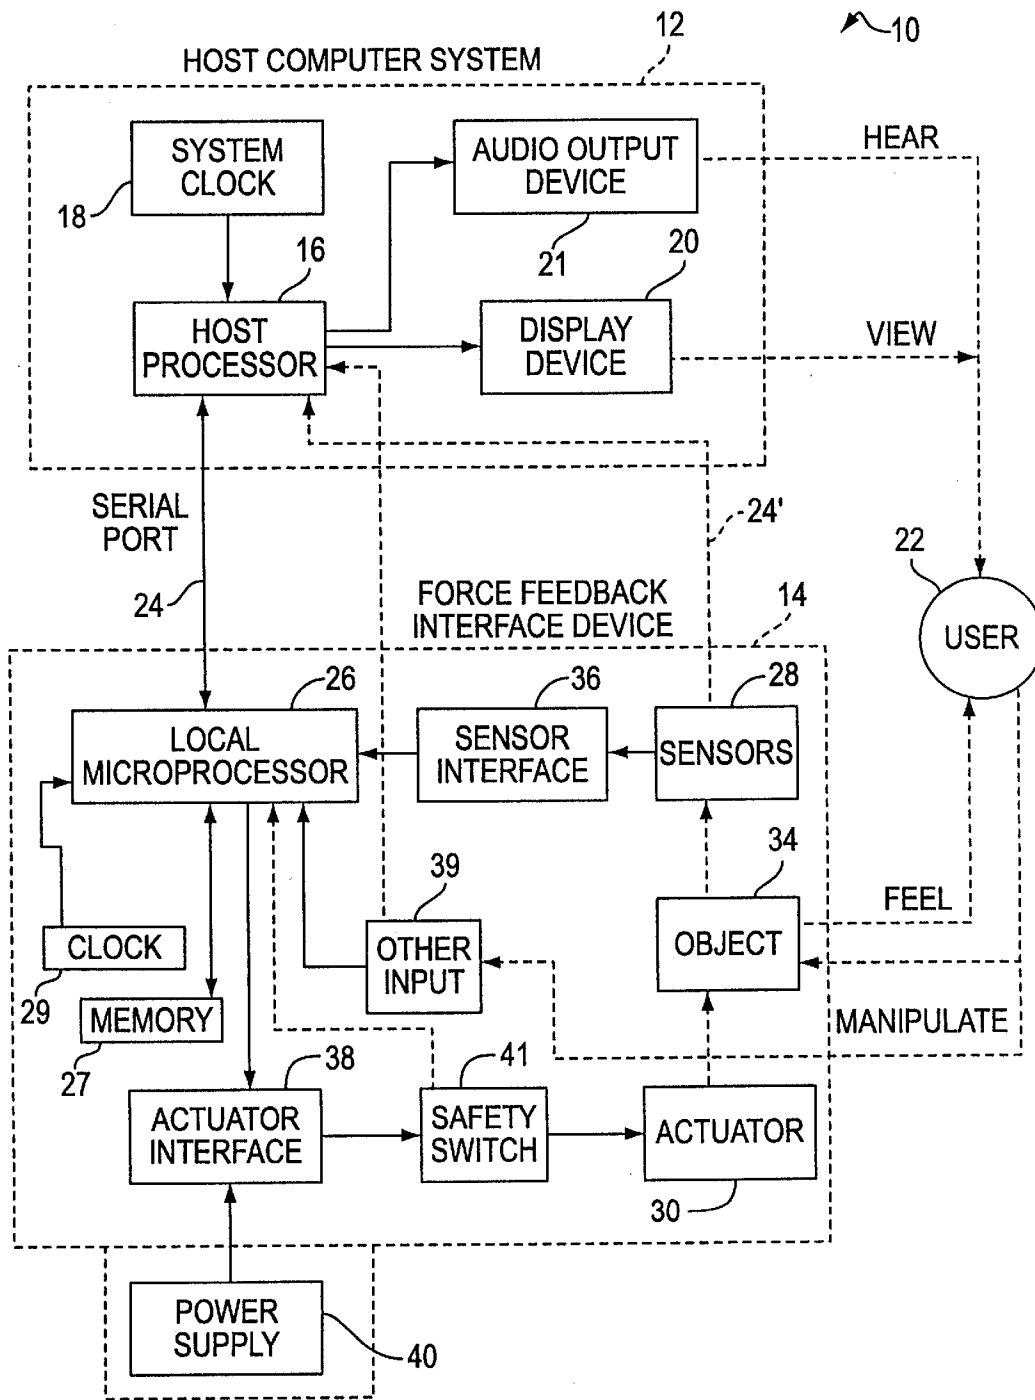 10
12
HOST COMPUTER SYSTEM
SYSTEM
CLOCK
18
AUDIO OUTPUT
DEVICE
21
HEAR
16
HOST
PROCESSOR
20
DISPLAY
DEVICE
VIEW
SERIAL
PORT
24
24'
22
USER
FORCE FEEDBACK
INTERFACE DEVICE
14
26
LOCAL
MICROPROCESSOR
36
SENSOR
INTERFACE
28
SENSORS
34
OBJECT
FEEL
39
OTHER
INPUT
CLOCK
29
MEMORY
27
MANIPULATE
38
ACTUATOR
INTERFACE
41
SAFETY
SWITCH
ACTUATOR
30
POWER
SUPPLY
40